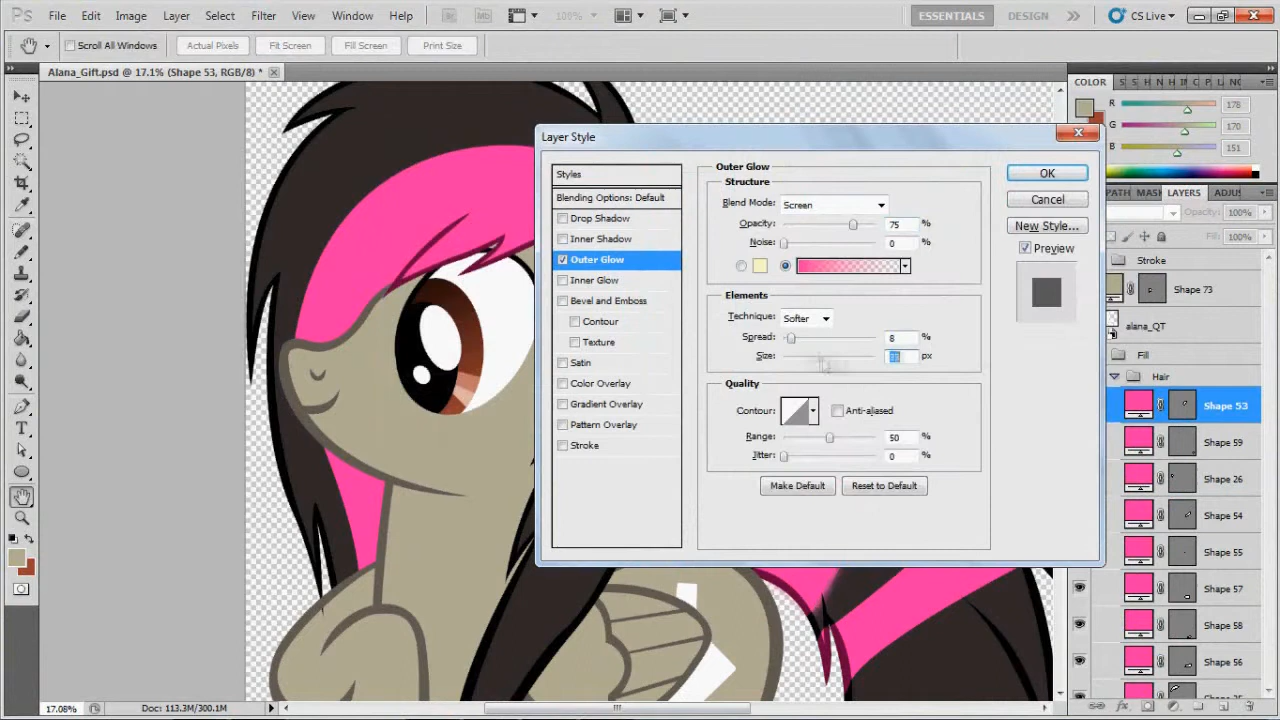 Ps File Edit Image Layer Select Filter View Window Help Br Mb 100% ESSENTIALS DESIGN CS Live
Scroll All Windows Actual Pixels Fit Screen Fill Screen Print Size
Alana_Gift.psd @ 17.1% (Shape 53, RGB/8) *
COLOR
R 178
G 170
B 151
LAYERS
Opacity: 100%
Fill: 100%
Stroke
Shape 73
alana_QT
Fill
Hair
Shape 53
Shape 59
Shape 26
Shape 54
Shape 55
Shape 57
Shape 58
Shape 56
Layer Style
Styles
Blending Options: Default
Drop Shadow
Inner Shadow
Outer Glow
Inner Glow
Bevel and Emboss
Contour
Texture
Satin
Color Overlay
Gradient Overlay
Pattern Overlay
Stroke
Outer Glow
Structure
Blend Mode: Screen
Opacity: 75 %
Noise: 0 %
Elements
Technique: Softer
Spread: 8 %
Size: px
Quality
Contour: Anti-aliased
Range: 50 %
Jitter: 0 %
Make Default Reset to Default
OK
Cancel
New Style...
Preview
17.08% Doc: 113.3M/300.1M